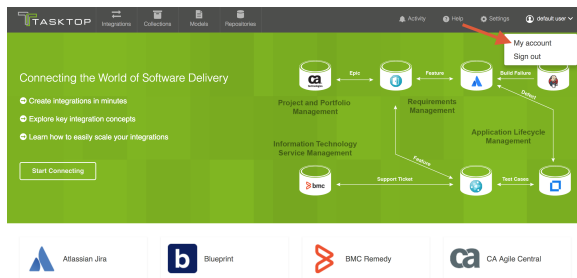 TASKTOP
Integrations
Collections
Models
Repositories
Activity
Help
Settings
default user
My account
Sign out
Connecting the World of Software Delivery
Create integrations in minutes
Explore key integration concepts
Learn how to easily scale your integrations
Start Connecting
ca
technologies
Epic
Feature
Build Failure
Defect
Project and Portfolio
Management
Requirements
Management
Application Lifecycle
Management
Information Technology
Service Management
Feature
bmc
Support Ticket
Test Cases
Atlassian Jira
b
Blueprint
BMC Remedy
ca
CA Agile Central